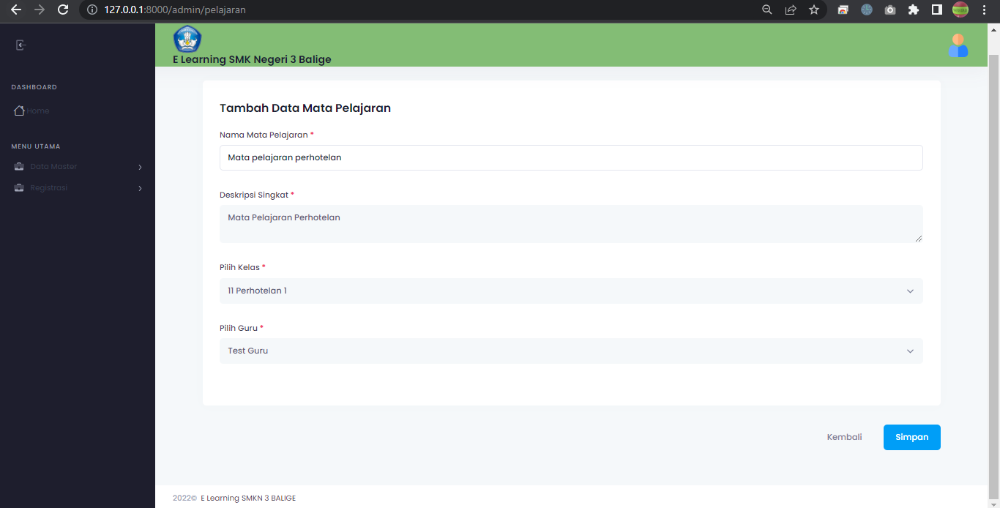 127.0.0.1:8000/admin/pelajaran
E Learning SMK Negeri 3 Balige
DASHBOARD
Home
MENU UTAMA
Data Master
Registrasi
Tambah Data Mata Pelajaran
Nama Mata Pelajaran *
Mata pelajaran perhotelan
Deskripsi Singkat *
Mata Pelajaran Perhotelan
Pilih Kelas *
11 Perhotelan 1
Pilih Guru *
Test Guru
Kembali Simpan
2022© E Learning SMKN 3 BALIGE